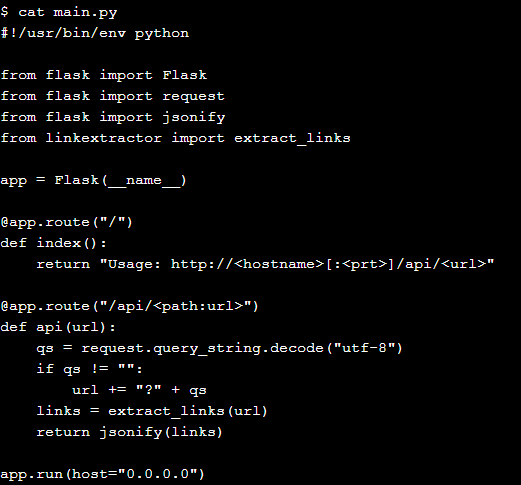 $ cat main.py
#!/usr/bin/env python
from flask import Flask
from flask import request
from flask import jsonify
from linkextractor import extract_links
app = Flask(__name__)
@app.route("/")
def index():
    return "Usage: http://<hostname>[:<prt>]/api/<url>"
@app.route("/api/<path:url>")
def api(url):
    qs = request.query_string.decode("utf-8")
    if qs != "":
        url += "?" + qs
    links = extract_links(url)
    return jsonify(links)
app.run(host="0.0.0.0")